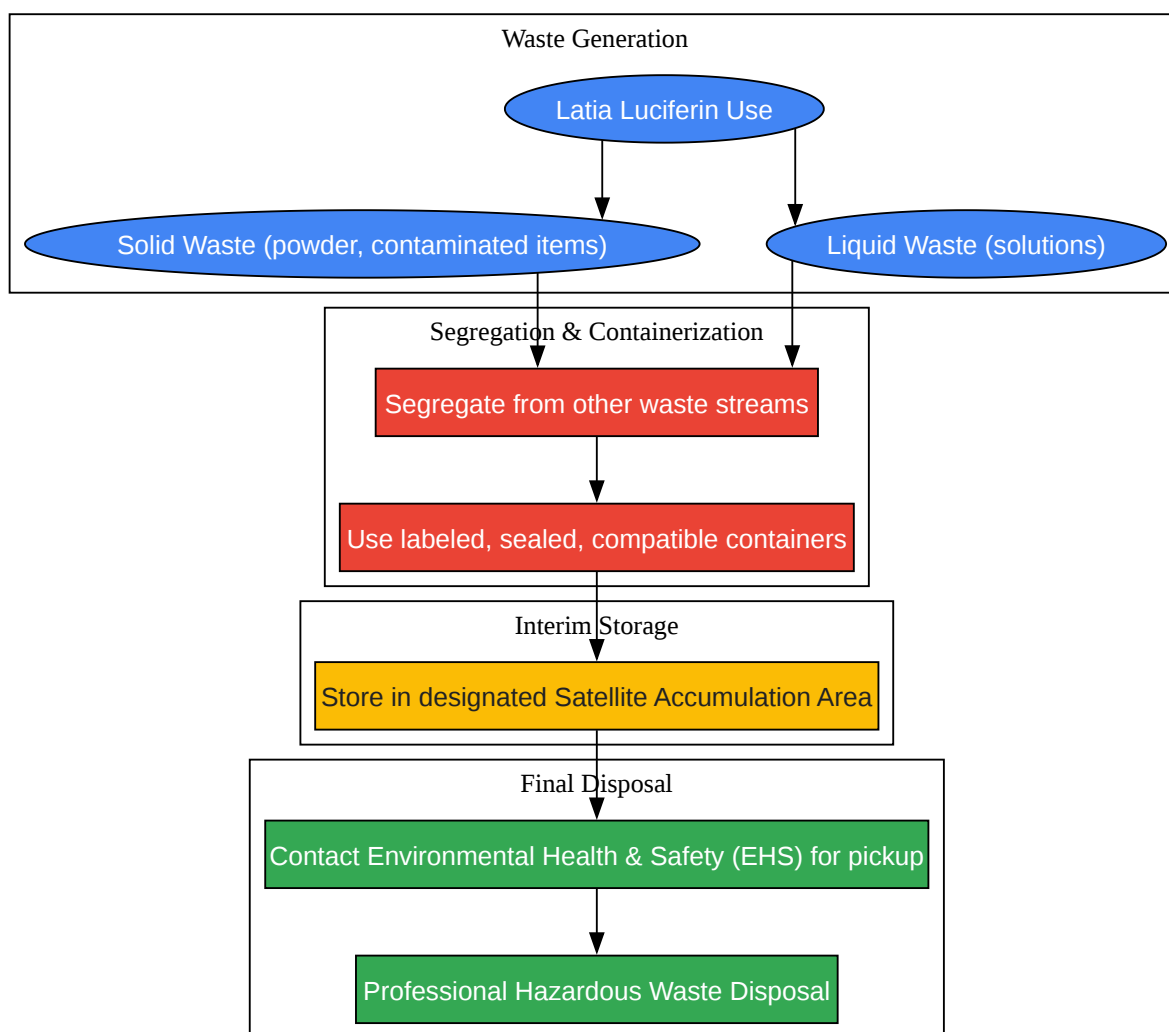 Waste Generation
Latia Luciferin Use
Solid Waste (powder, contaminated items)
Liquid Waste (solutions)
Segregation & Containerization
Segregate from other waste streams
Use labeled, sealed, compatible containers
Interim Storage
Store in designated Satellite Accumulation Area
Final Disposal
Contact Environmental Health & Safety (EHS) for pickup
Professional Hazardous Waste Disposal